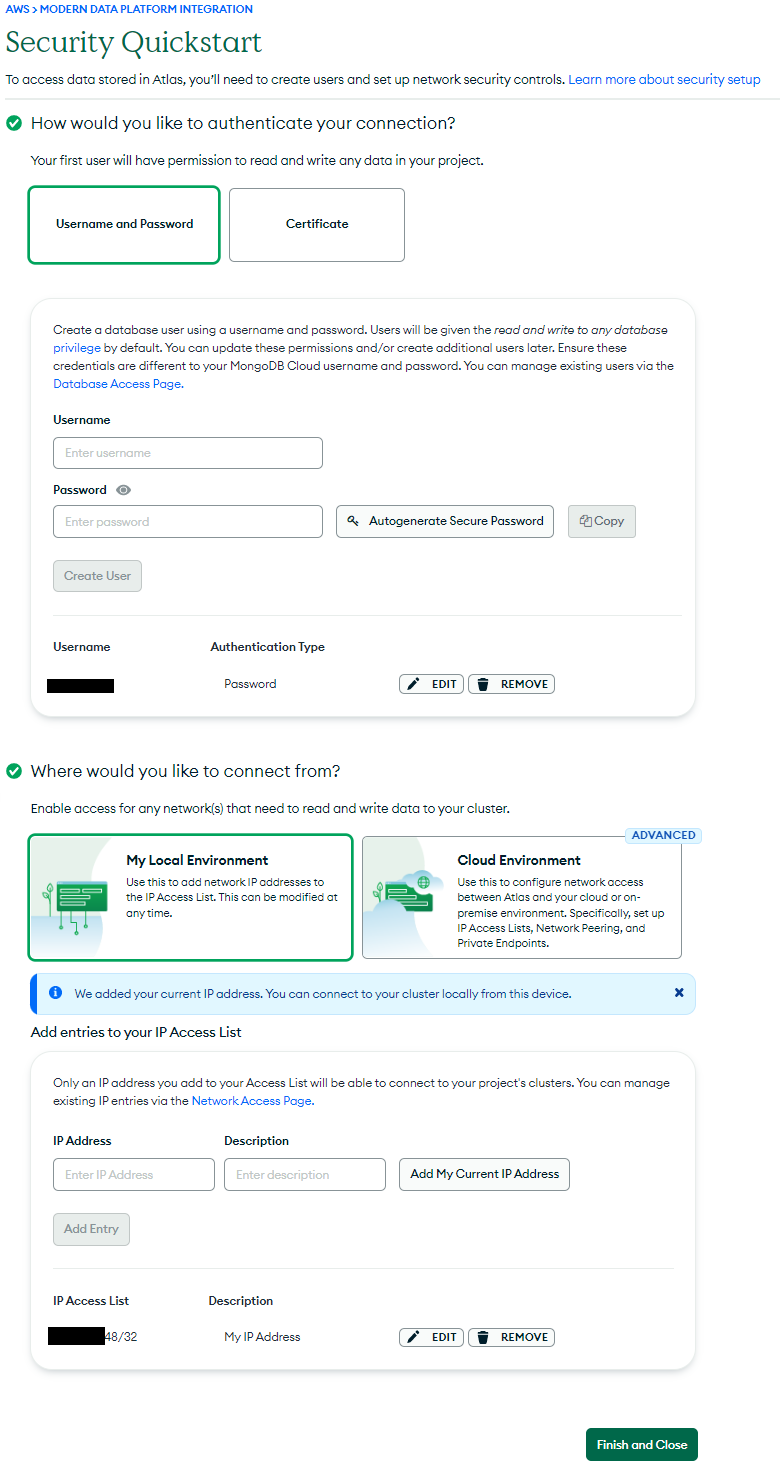 AWS > MODERN DATA PLATFORM INTEGRATION
Security Quickstart
To access data stored in Atlas, you’ll need to create users and set up network security controls. Learn more about security setup
How would you like to authenticate your connection?
Your first user will have permission to read and write any data in your project.
Username and Password
Certificate
Create a database user using a username and password. Users will be given the read and write to any database
privilege by default. You can update these permissions and/or create additional users later. Ensure these
credentials are different to your MongoDB Cloud username and password. You can manage existing users via the
Database Access Page.
Username
Enter username
Password
Enter password
Autogenerate Secure Password
Copy
Create User
Username Authentication Type
Password EDIT REMOVE
Where would you like to connect from?
Enable access for any network(s) that need to read and write data to your cluster.
My Local Environment
Use this to add network IP addresses to
the IP Access List. This can be modified at
any time.
ADVANCED
Cloud Environment
Use this to configure network access
between Atlas and your cloud or on-
premise environment. Specifically, set up
IP Access Lists, Network Peering, and
Private Endpoints.
We added your current IP address. You can connect to your cluster locally from this device.
Add entries to your IP Access List
Only an IP address you add to your Access List will be able to connect to your project's clusters. You can manage
existing IP entries via the Network Access Page.
IP Address Description
Enter IP Address Enter description Add My Current IP Address
Add Entry
IP Access List Description
48/32 My IP Address EDIT REMOVE
Finish and Close